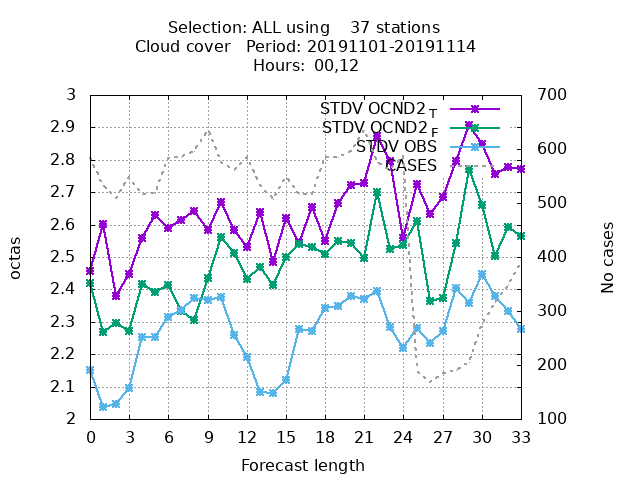 Selection: ALL using 37 stations
Cloud cover Period: 20191101-20191114
Hours: 00,12
3 700
2.9 STDV OCND2 T
STDV OCND2 F
2.8 STDV OBS 600
CASES
2.7
2.6 500
2.5 400
2.4
2.3 300
2.2 200
2.1
2 100
octas
No cases
0 3 6 9 12 15 18 21 24 27 30 33
Forecast length